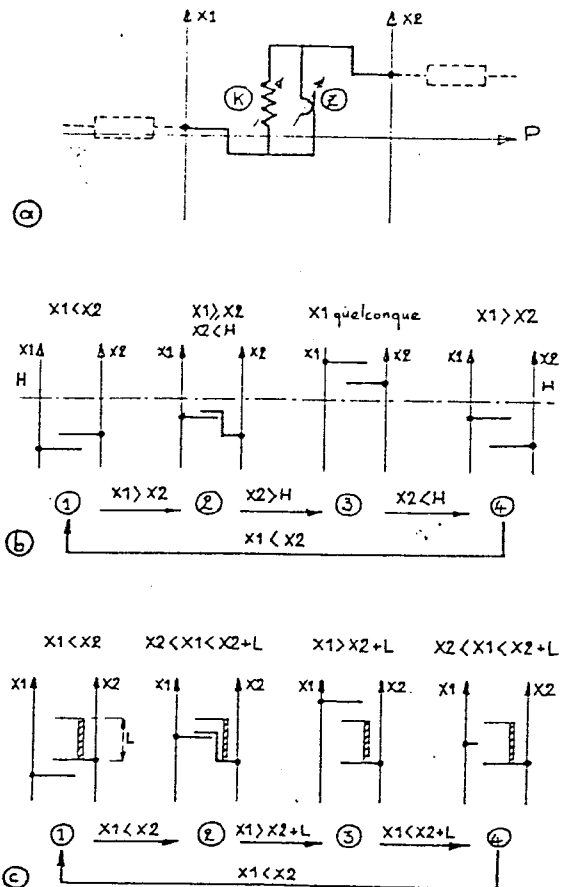 X1 X2
K Z
P
a
X1<X2 X1⩾X2 X1 quelconque X1>X2
X2<H
X1 X2 X1 X2 X1 X2 X1 X2
H H
1 X1>X2 2 X2>H 3 X2<H 4
X1<X2
b
X1<X2 X2<X1<X2+L X1>X2+L X2<X1<X2+L
X1 X2 X1 X2 X1 X2 X1 X2
L
1 X1<X2 2 X1>X2+L 3 X1<X2+L 4
X1<X2
c